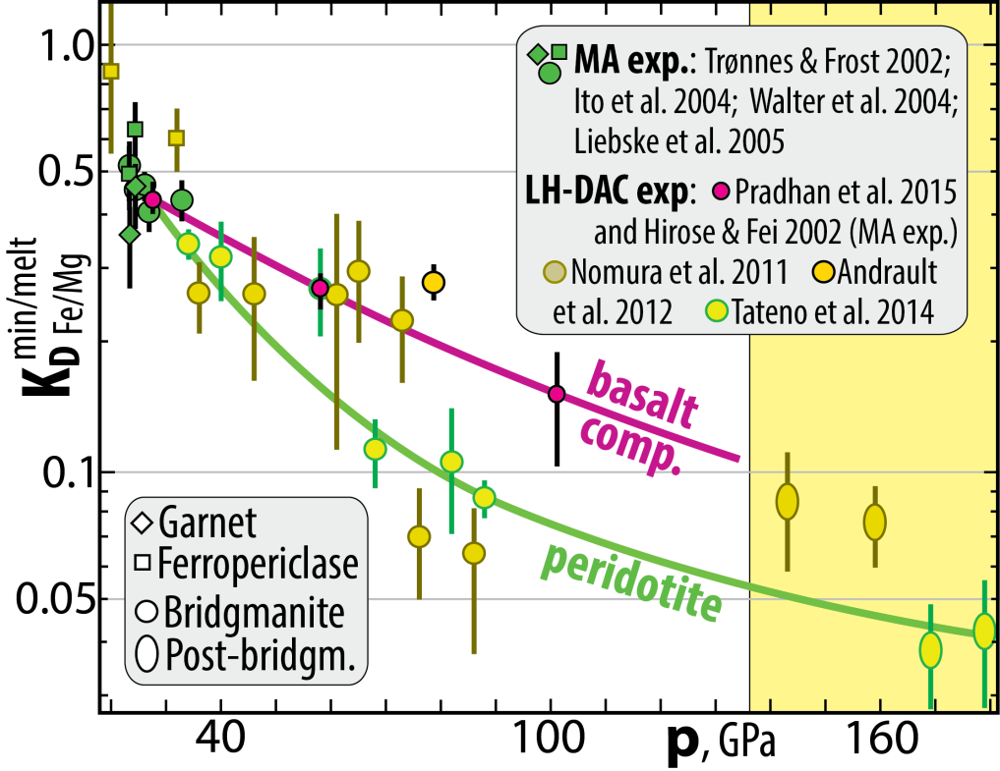 1.0
0.5
0.1
0.05
K D min/melt Fe/Mg
MA exp.: Trønnes & Frost 2002;
Ito et al. 2004; Walter et al. 2004;
Liebske et al. 2005
LH-DAC exp: Pradhan et al. 2015
and Hirose & Fei 2002 (MA exp.)
Nomura et al. 2011 Andrault
et al. 2012 Tateno et al. 2014
basalt
comp.
peridotite
Garnet
Ferropericlase
Bridgmanite
Post-bridgm.
40 100 p, GPa 160